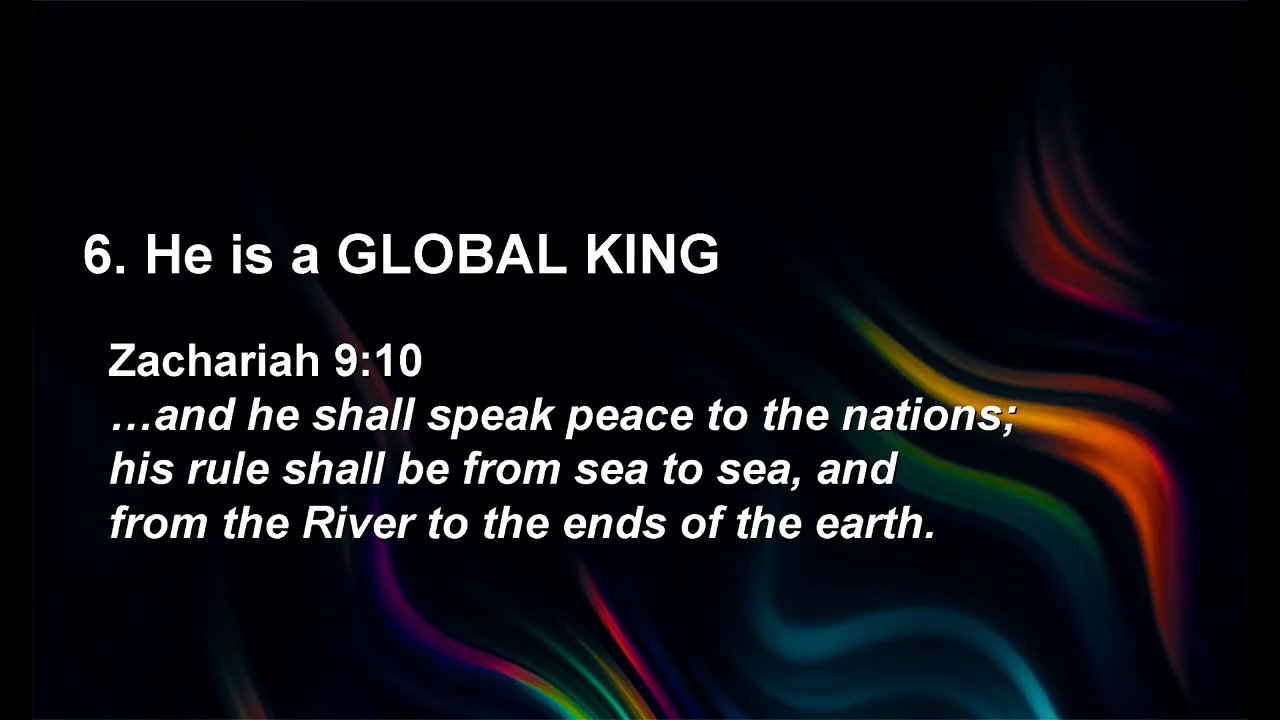 6. He is a GLOBAL KING
Zachariah 9:10
…and he shall speak peace to the nations;
his rule shall be from sea to sea, and
from the River to the ends of the earth.